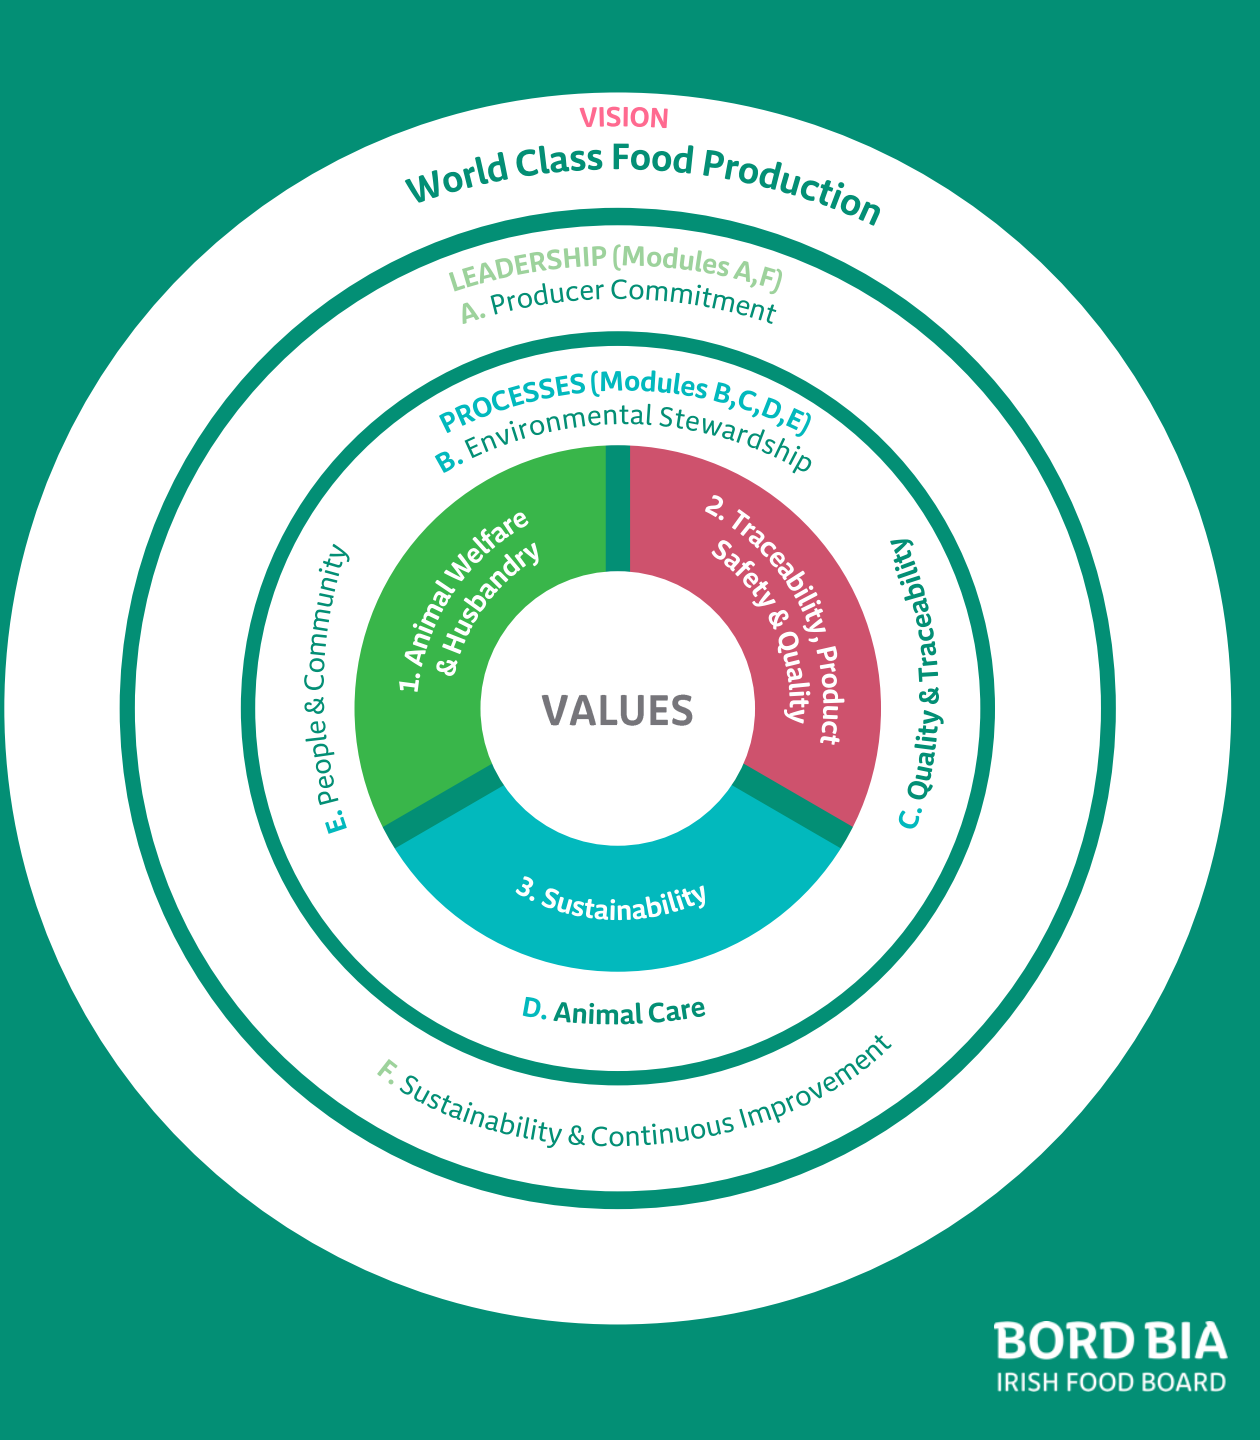 VISION
World Class Food Production
LEADERSHIP (Modules A,F)
A. Producer Commitment
PROCESSES (Modules B,C,D,E)
B. Environmental Stewardship
1. Animal Welfare
& Husbandry
2. Traceability, Product
Safety & Quality
E. People & Community
C. Quality & Traceability
VALUES
3. Sustainability
D. Animal Care
F. Sustainability & Continuous Improvement
BORD BIA
IRISH FOOD BOARD